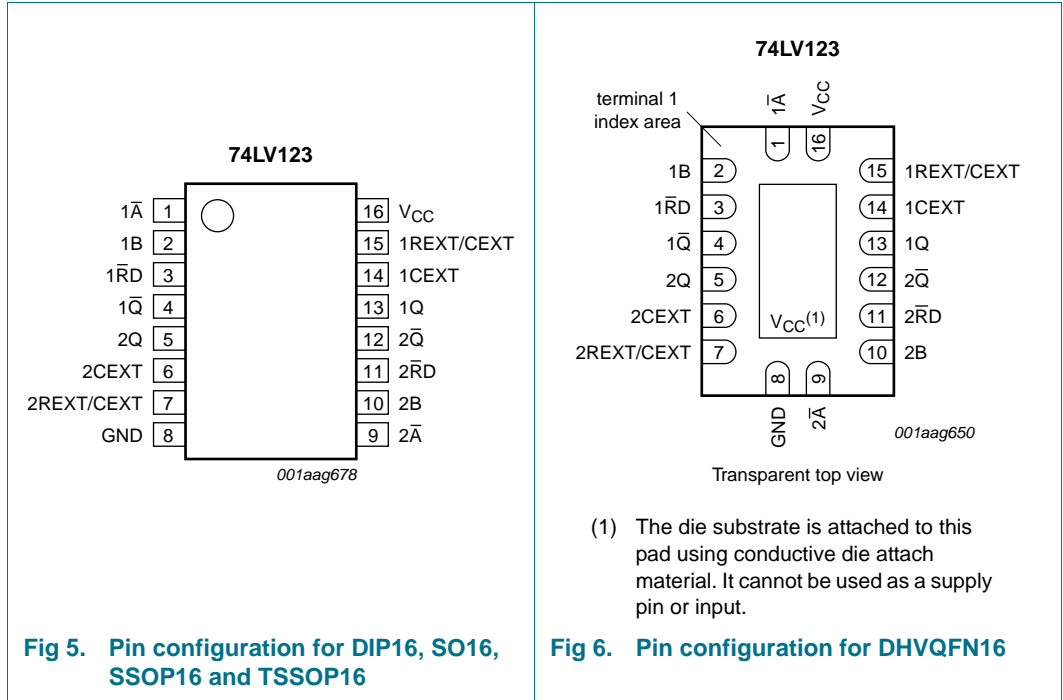 74LV123
1A̅ 1
1B 2
1R̅D 3
1Q̅ 4
2Q 5
2CEXT 6
2REXT/CEXT 7
GND 8
16 VCC
15 1REXT/CEXT
14 1CEXT
13 1Q
12 2Q̅
11 2R̅D
10 2B
9 2A̅
001aag678
Fig 5. Pin configuration for DIP16, SO16,
SSOP16 and TSSOP16
74LV123
terminal 1
index area
1A̅ 1
VCC 16
1B 2
1R̅D 3
1Q̅ 4
2Q 5
2CEXT 6
2REXT/CEXT 7
15 1REXT/CEXT
14 1CEXT
13 1Q
12 2Q̅
11 2R̅D
10 2B
VCC(1)
GND 8
2A̅ 9
001aag650
Transparent top view
(1) The die substrate is attached to this
pad using conductive die attach
material. It cannot be used as a supply
pin or input.
Fig 6. Pin configuration for DHVQFN16